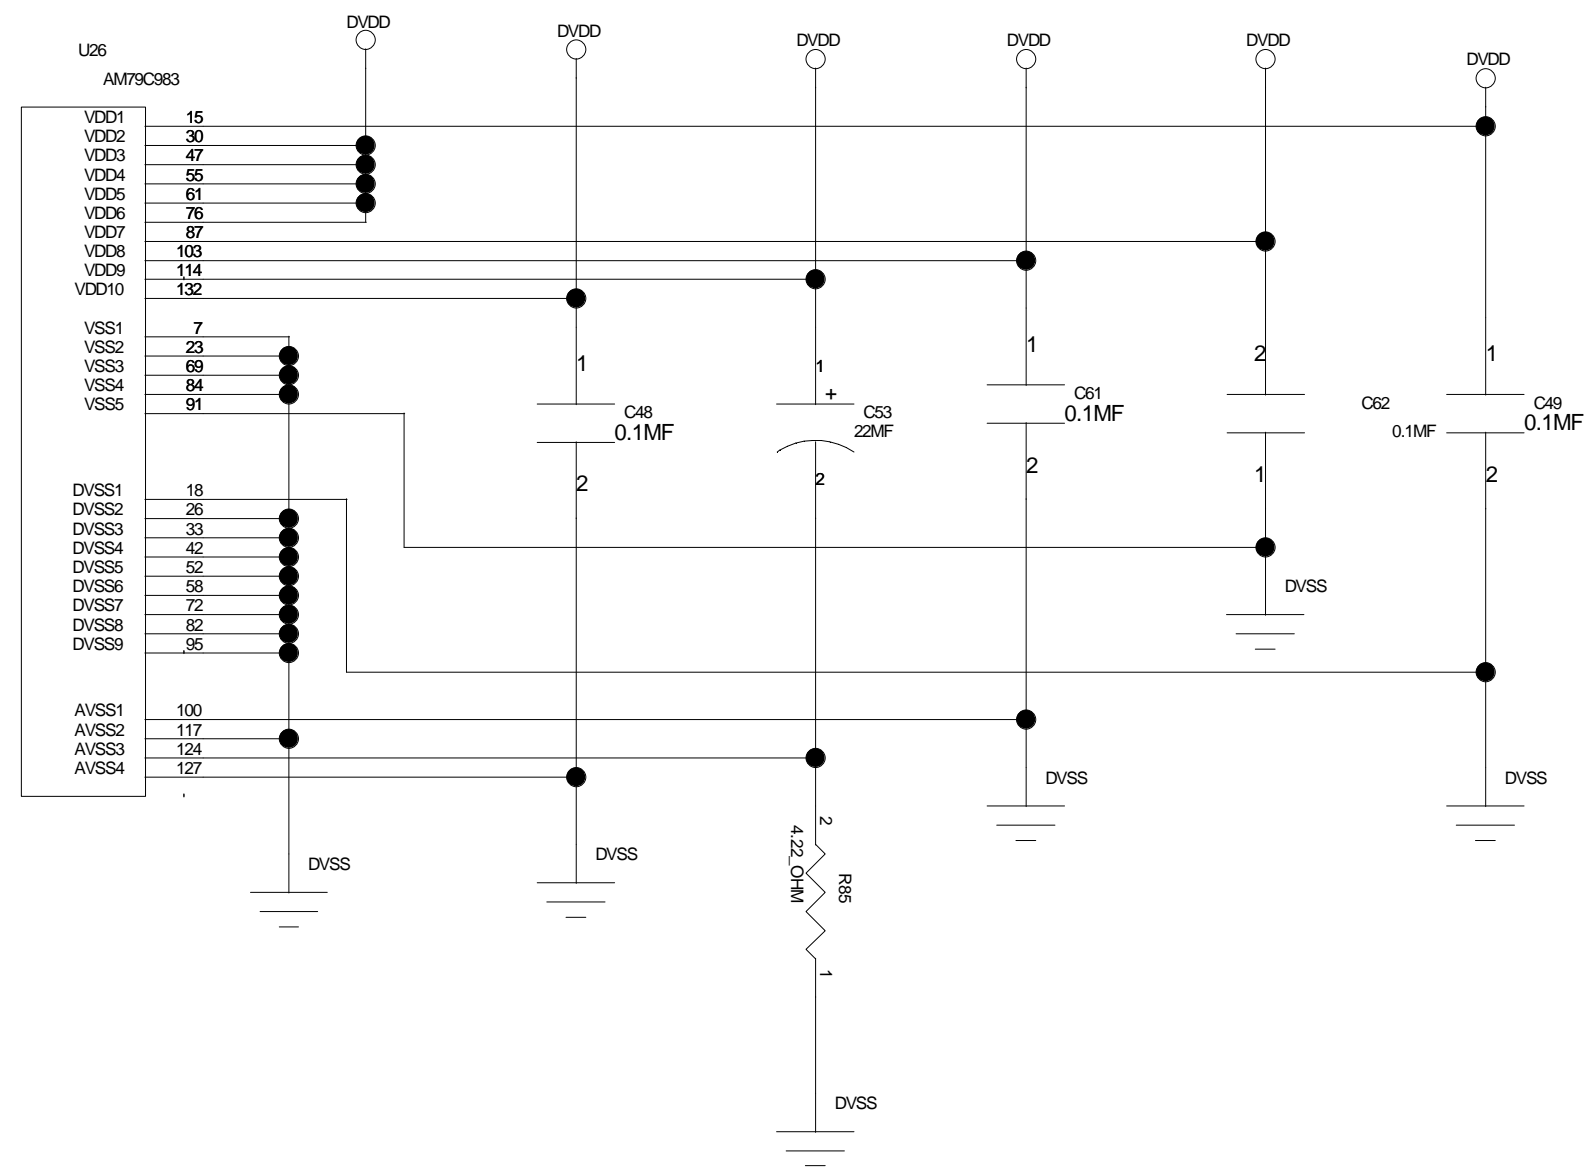 DVDD
DVDD
DVDD
DVDD
DVDD
DVDD
U26
AM79C983
VDD1 15
VDD2 30
VDD3 47
VDD4 55
VDD5 61
VDD6 76
VDD7 87
VDD8 103
VDD9 114
VDD10 132
VSS1 7
VSS2 23
VSS3 69
VSS4 84
VSS5 91
DVSS1 18
DVSS2 26
DVSS3 33
DVSS4 42
DVSS5 52
DVSS6 58
DVSS7 72
DVSS8 82
DVSS9 95
AVSS1 100
AVSS2 117
AVSS3 124
AVSS4 127
1
C48
0.1MF
2
1
+
C53
22MF
2
1
C61
0.1MF
2
2
C62
0.1MF
1
1
C49
0.1MF
2
DVSS
DVSS
DVSS
DVSS
DVSS
2
4.22_OHM
R85
1
DVSS